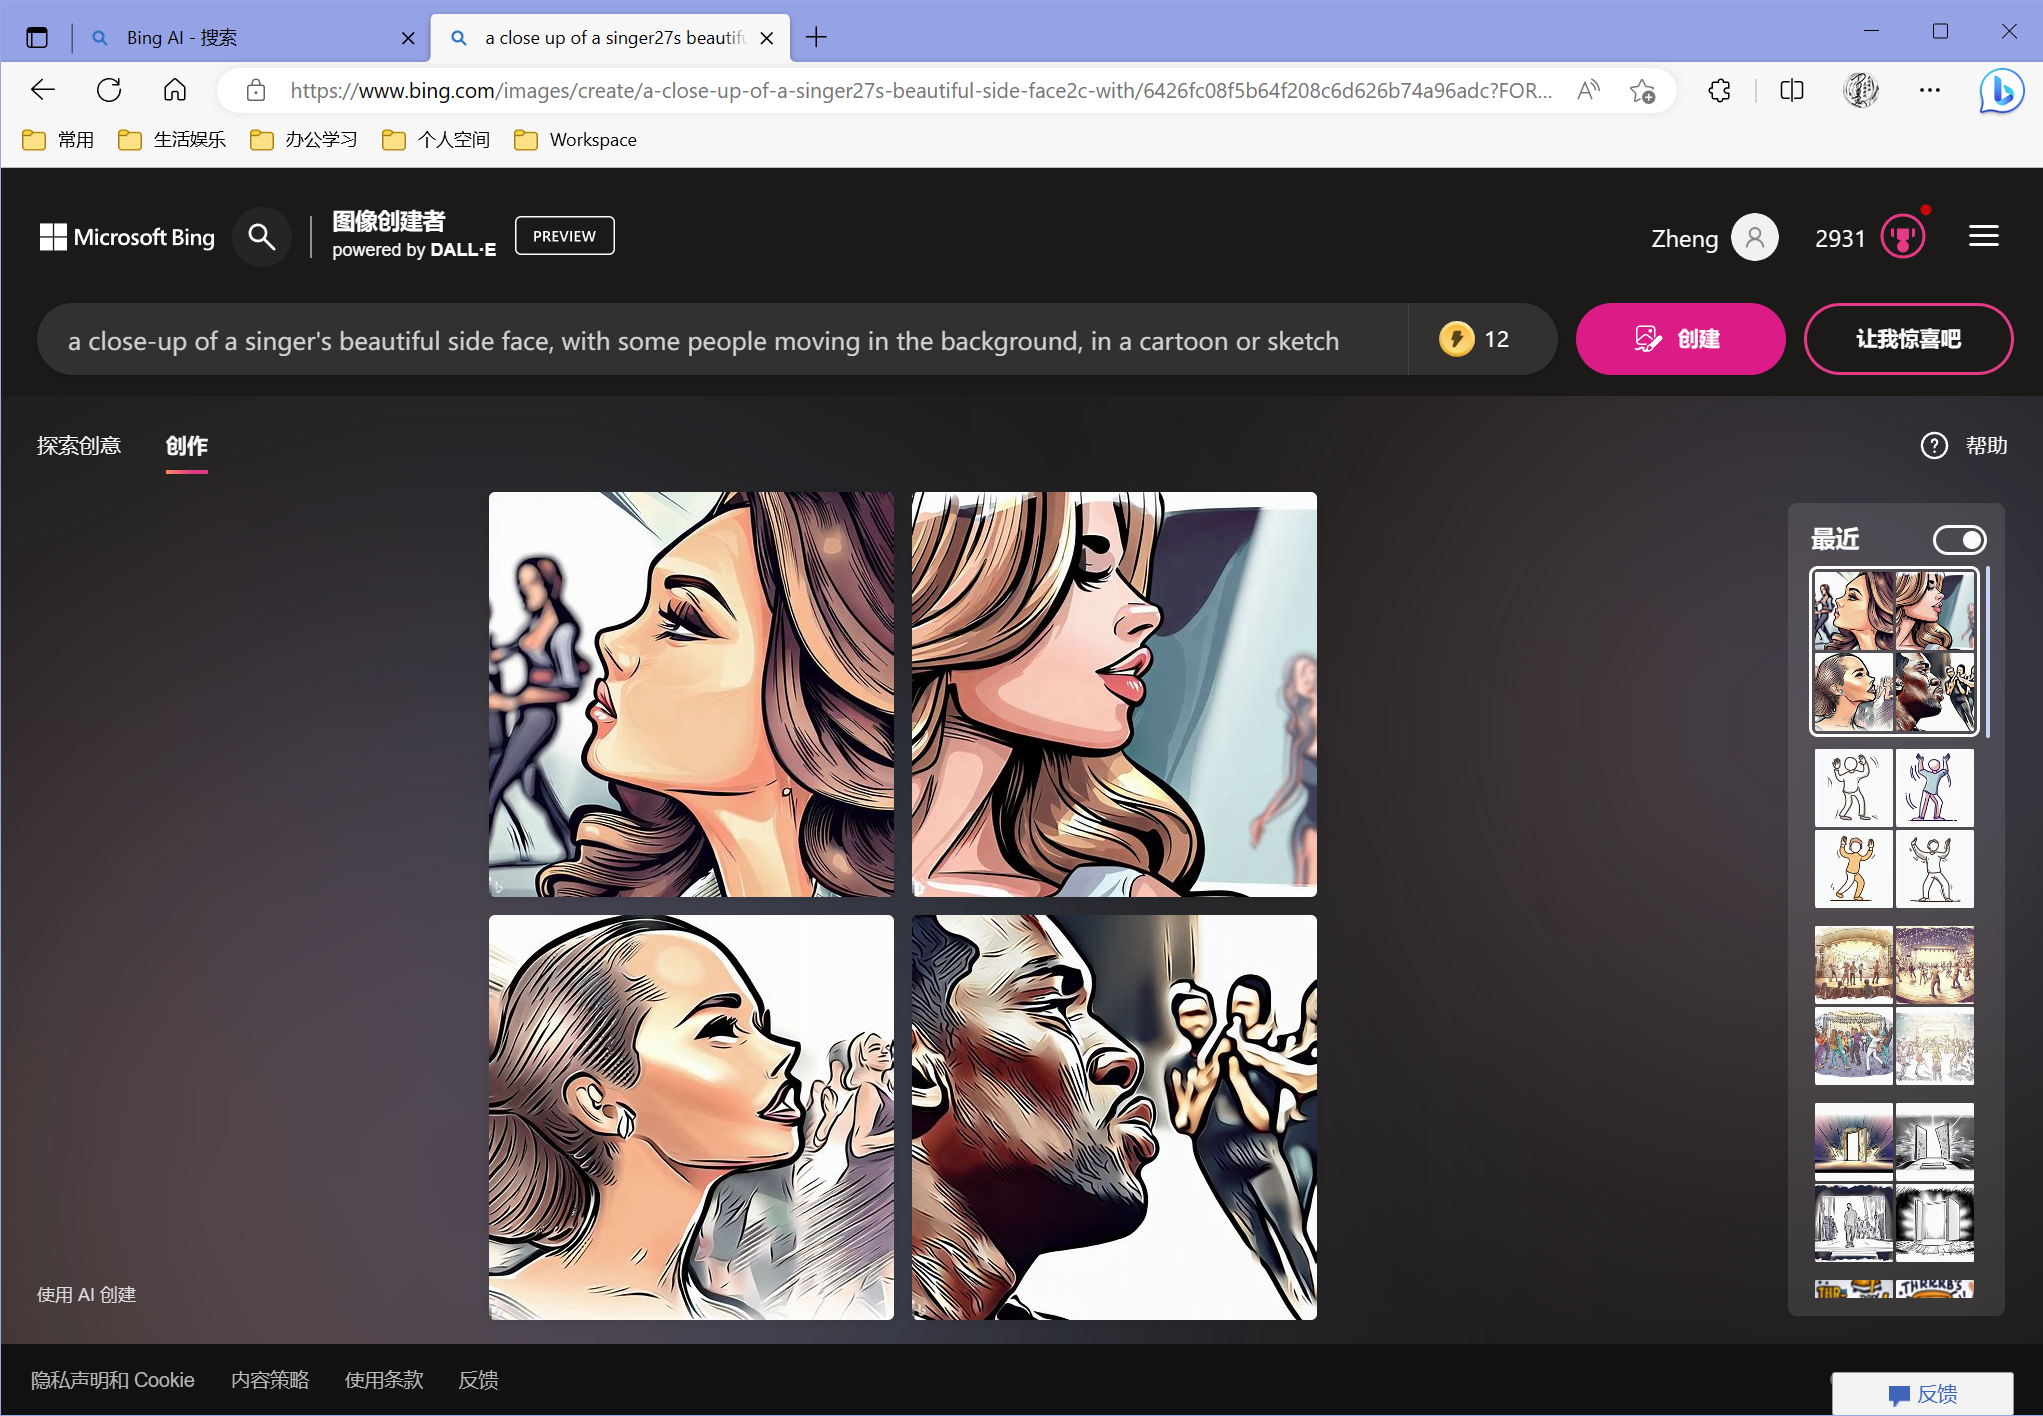 Bing AI - 搜索
a close up of a singer27s beautifu
https://www.bing.com/images/create/a-close-up-of-a-singer27s-beautiful-side-face2c-with/6426fc08f5b64f208c6d626b74a96adc?FOR...
常用
生活娱乐
办公学习
个人空间
Workspace
Microsoft Bing
图像创建者
powered by DALL·E
PREVIEW
Zheng
2931
a close-up of a singer's beautiful side face, with some people moving in the background, in a cartoon or sketch
12
创建
让我惊喜吧
探索创意
创作
帮助
最近
使用 AI 创建
隐私声明和 Cookie
内容策略
使用条款
反馈
反馈